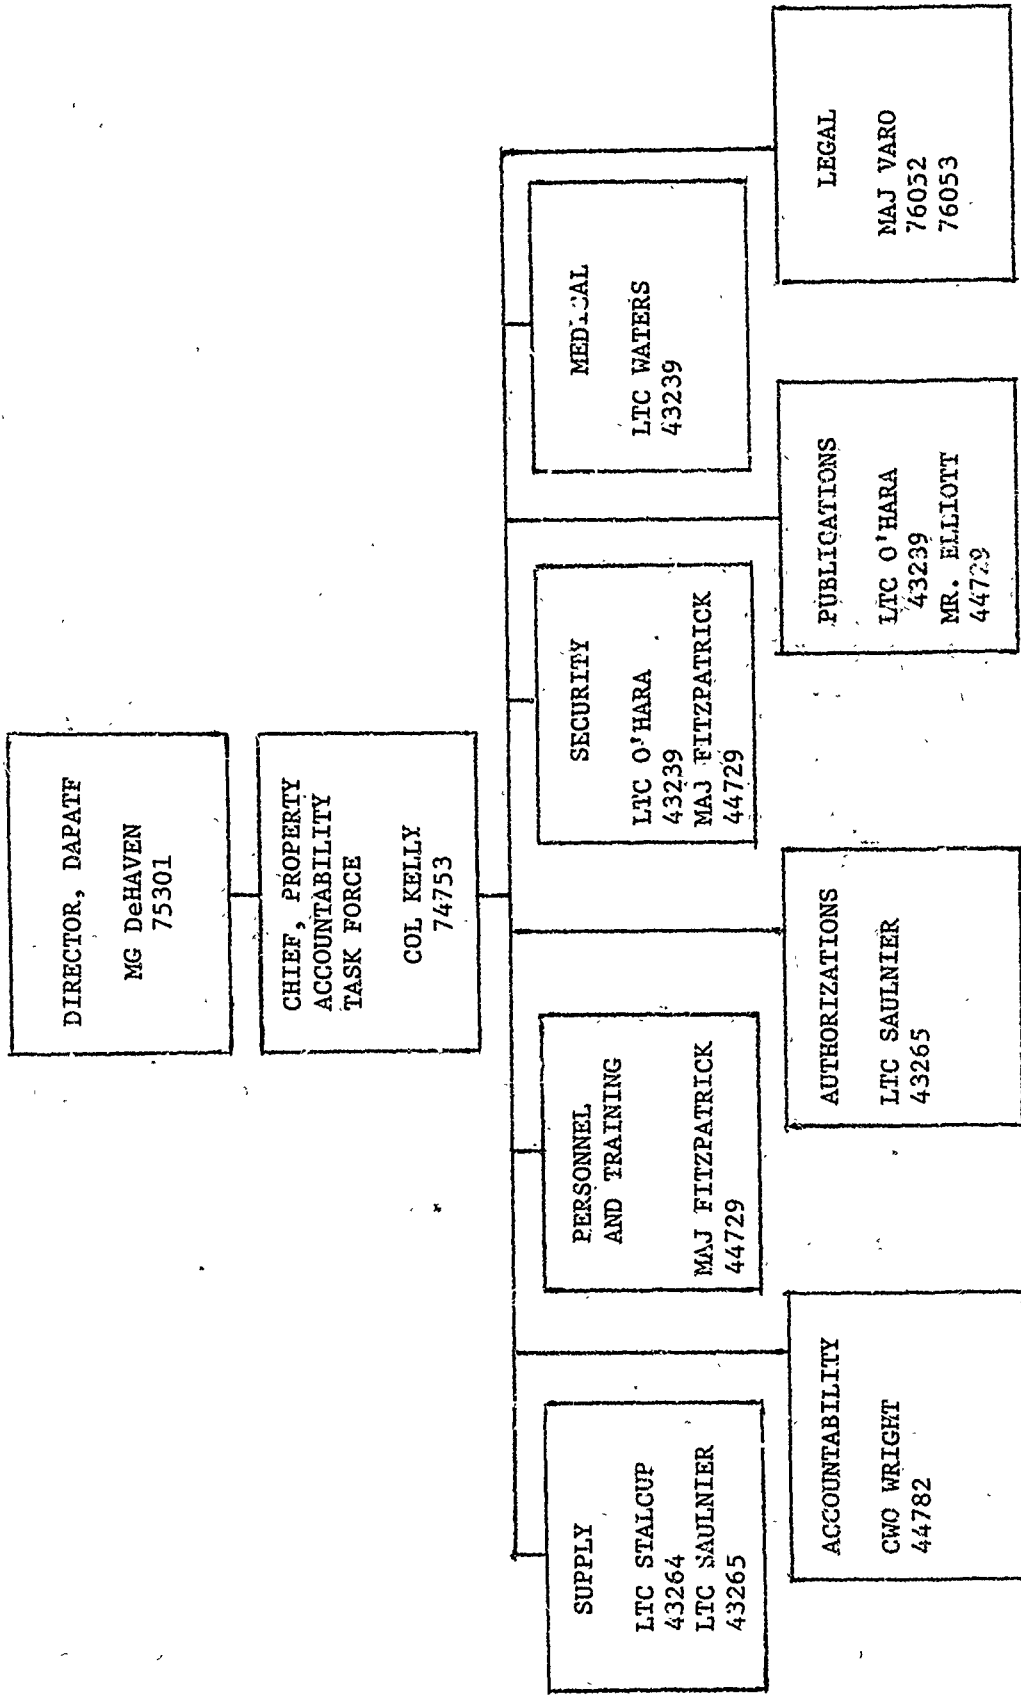 DIRECTOR, DAPATF
MG DeHAVEN
75301
CHIEF, PROPERTY
ACCOUNTABILITY
TASK FORCE
COL KELLY
74753
SUPPLY
LTC STALCUP
43264
LTC SAULNIER
43265
PERSONNEL
AND TRAINING
MAJ FITZPATRICK
44729
SECURITY
LTC O'HARA
43239
MAJ FITZPATRICK
44729
MEDICAL
LTC WATERS
43239
ACCOUNTABILITY
CWO WRIGHT
44782
AUTHORIZATIONS
LTC SAULNIER
43265
PUBLICATIONS
LTC O'HARA
43239
MR. ELLIOTT
44729
LEGAL
MAJ VARO
76052
76053